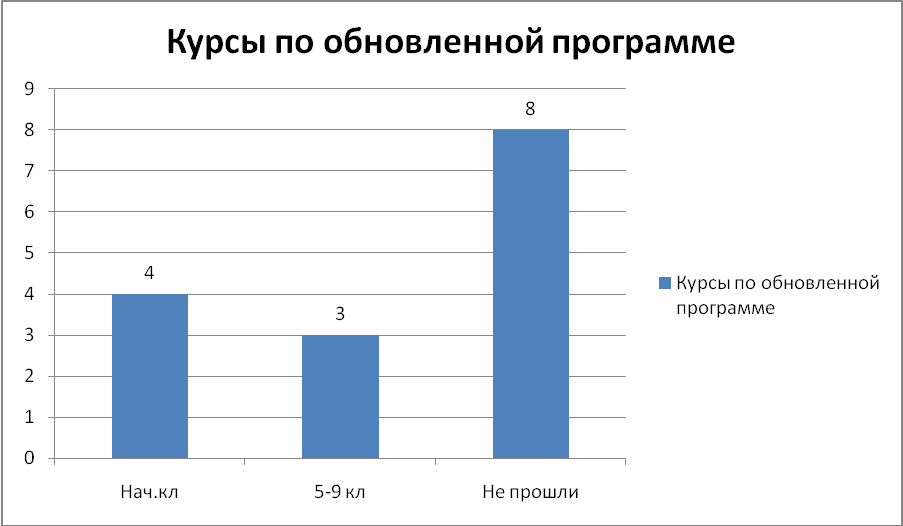 Курсы по обновленной программе
9
8
7
6
5
4
3
2
1
0
4
3
8
Нач.кл
5-9 кл
Не прошли
Курсы по обновленной
программе